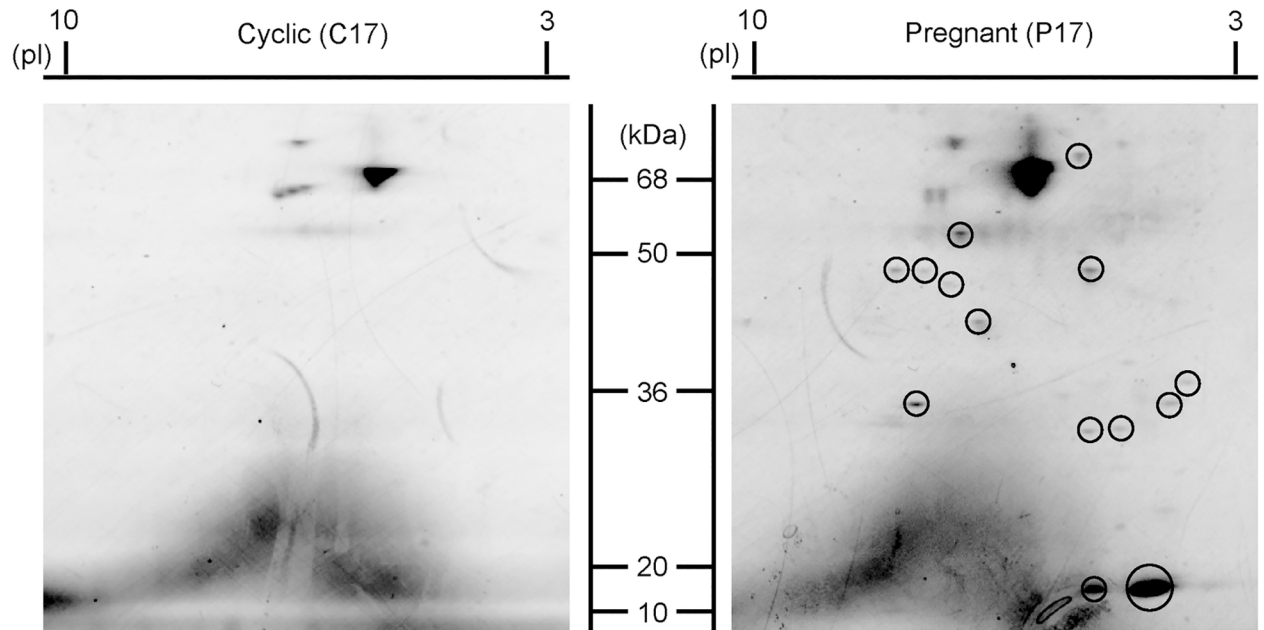 10 3
Cyclic (C17)
(pI)
10 3
Pregnant (P17)
(pI)
(kDa)
68
50
36
20
10